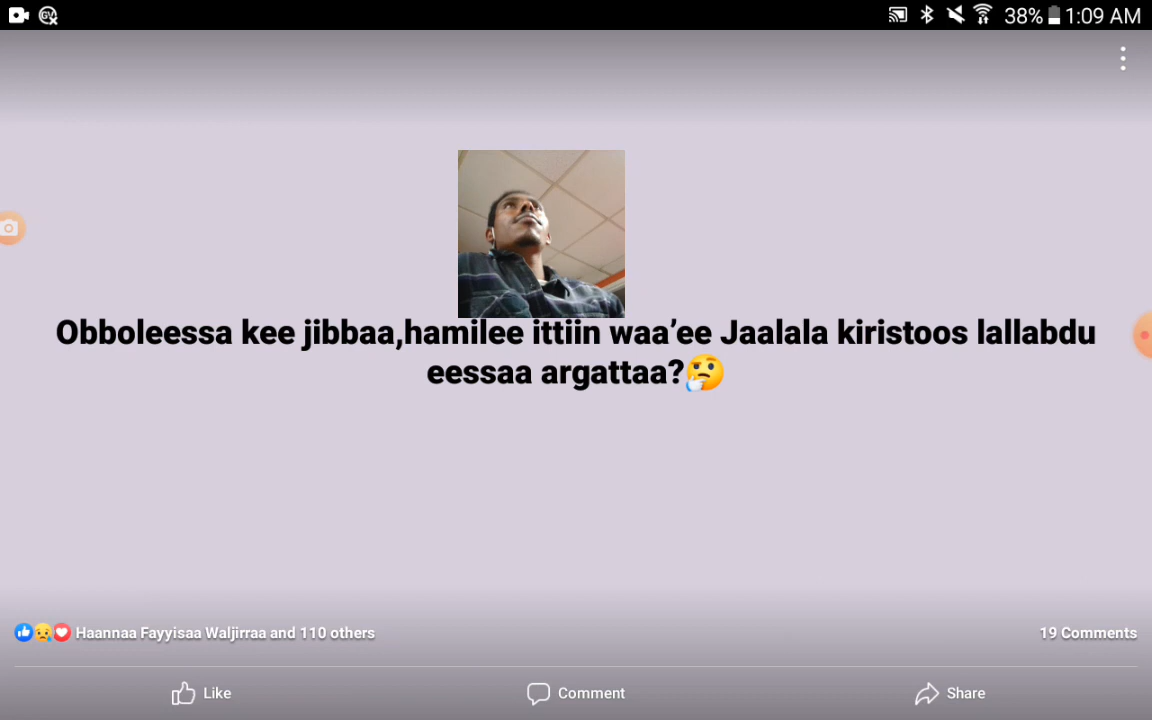 38% 1:09 AM
Obboleessa kee jibbaa,hamilee ittiin waa’ee Jaalala kiristoos lallabdu
eessaa argattaa?🤔
Haannaa Fayyisaa Waljirraa and 110 others
19 Comments
Like
Comment
Share